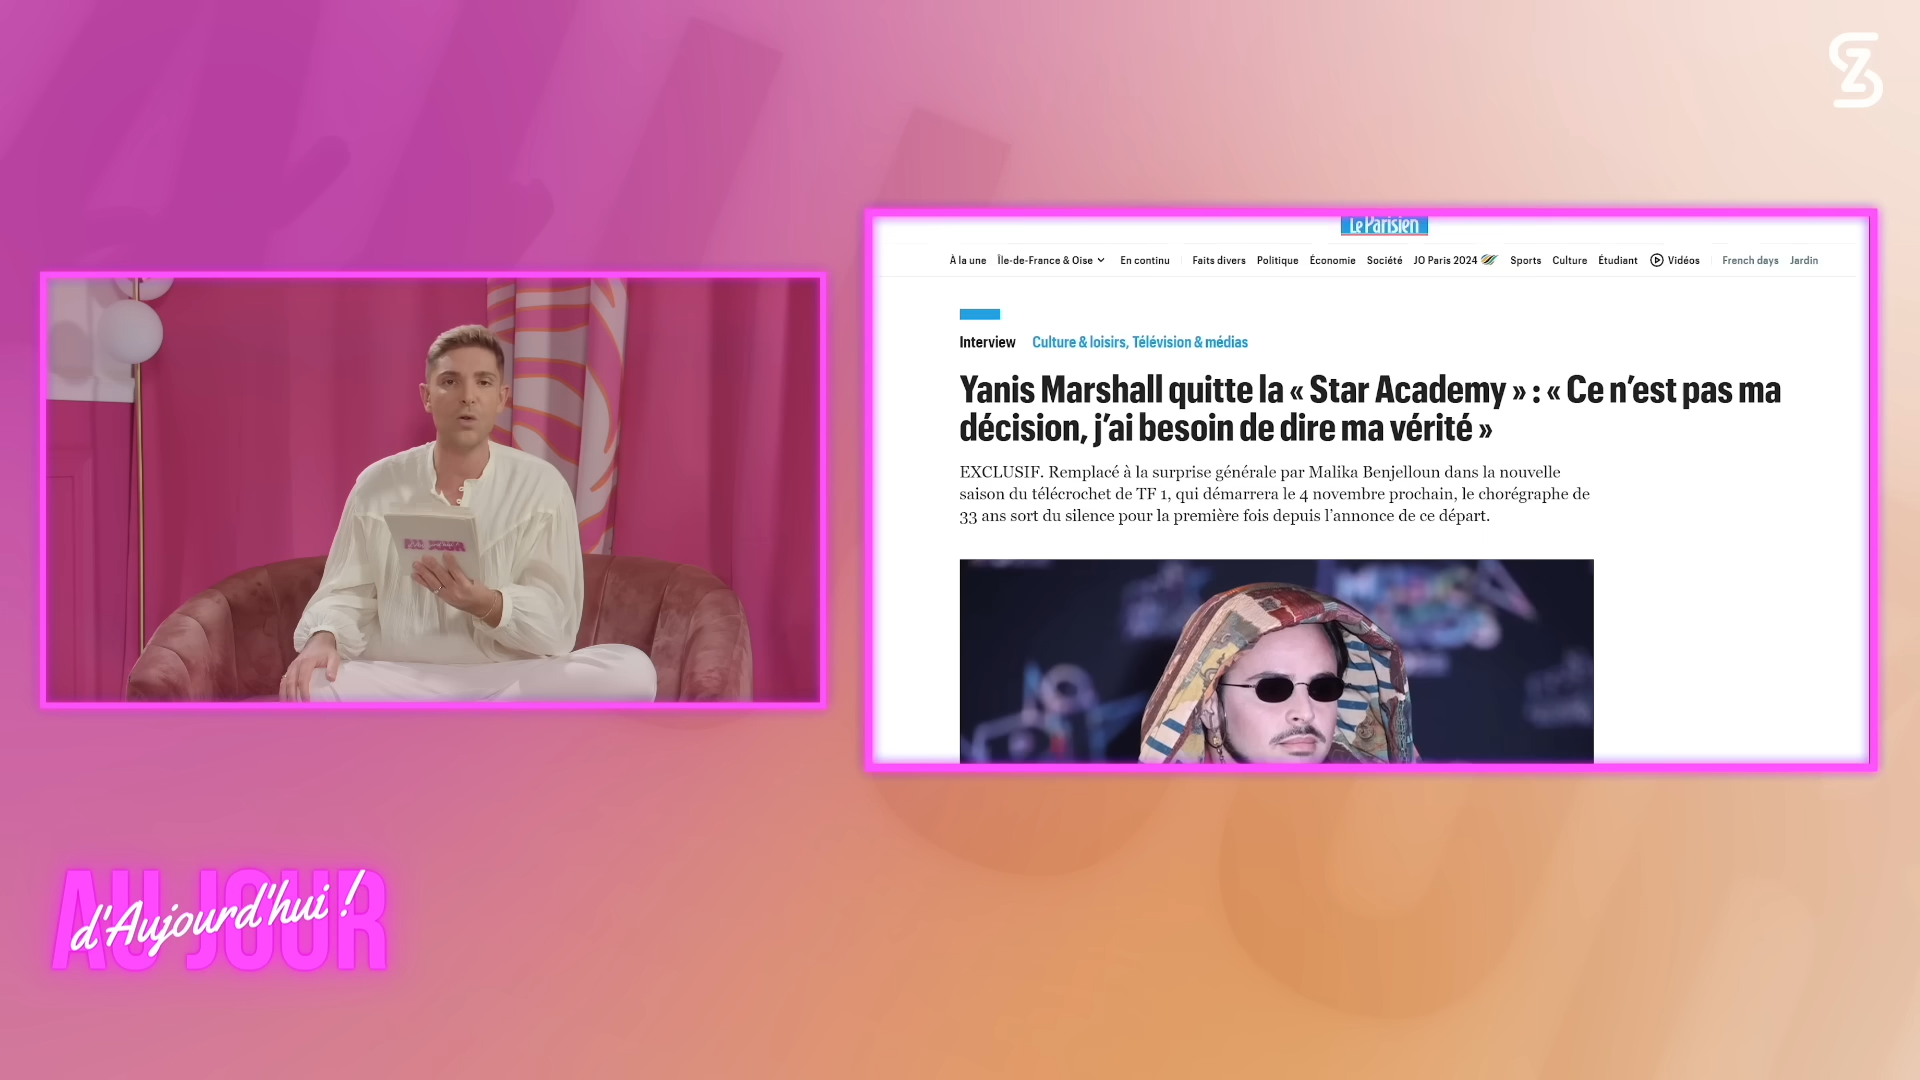 Le Parisien
À la une Île-de-France & Oise En continu Faits divers Politique Économie Société JO Paris 2024 Sports Culture Étudiant Vidéos French days Jardin
Interview Culture & loisirs, Télévision & médias
Yanis Marshall quitte la « Star Academy » : « Ce n’est pas ma
décision, j’ai besoin de dire ma vérité »
EXCLUSIF. Remplacé à la surprise générale par Malika Benjelloun dans la nouvelle
saison du télécrochet de TF 1, qui démarrera le 4 novembre prochain, le chorégraphe de
33 ans sort du silence pour la première fois depuis l’annonce de ce départ.
AU JOUR
d'Aujourd'hui !